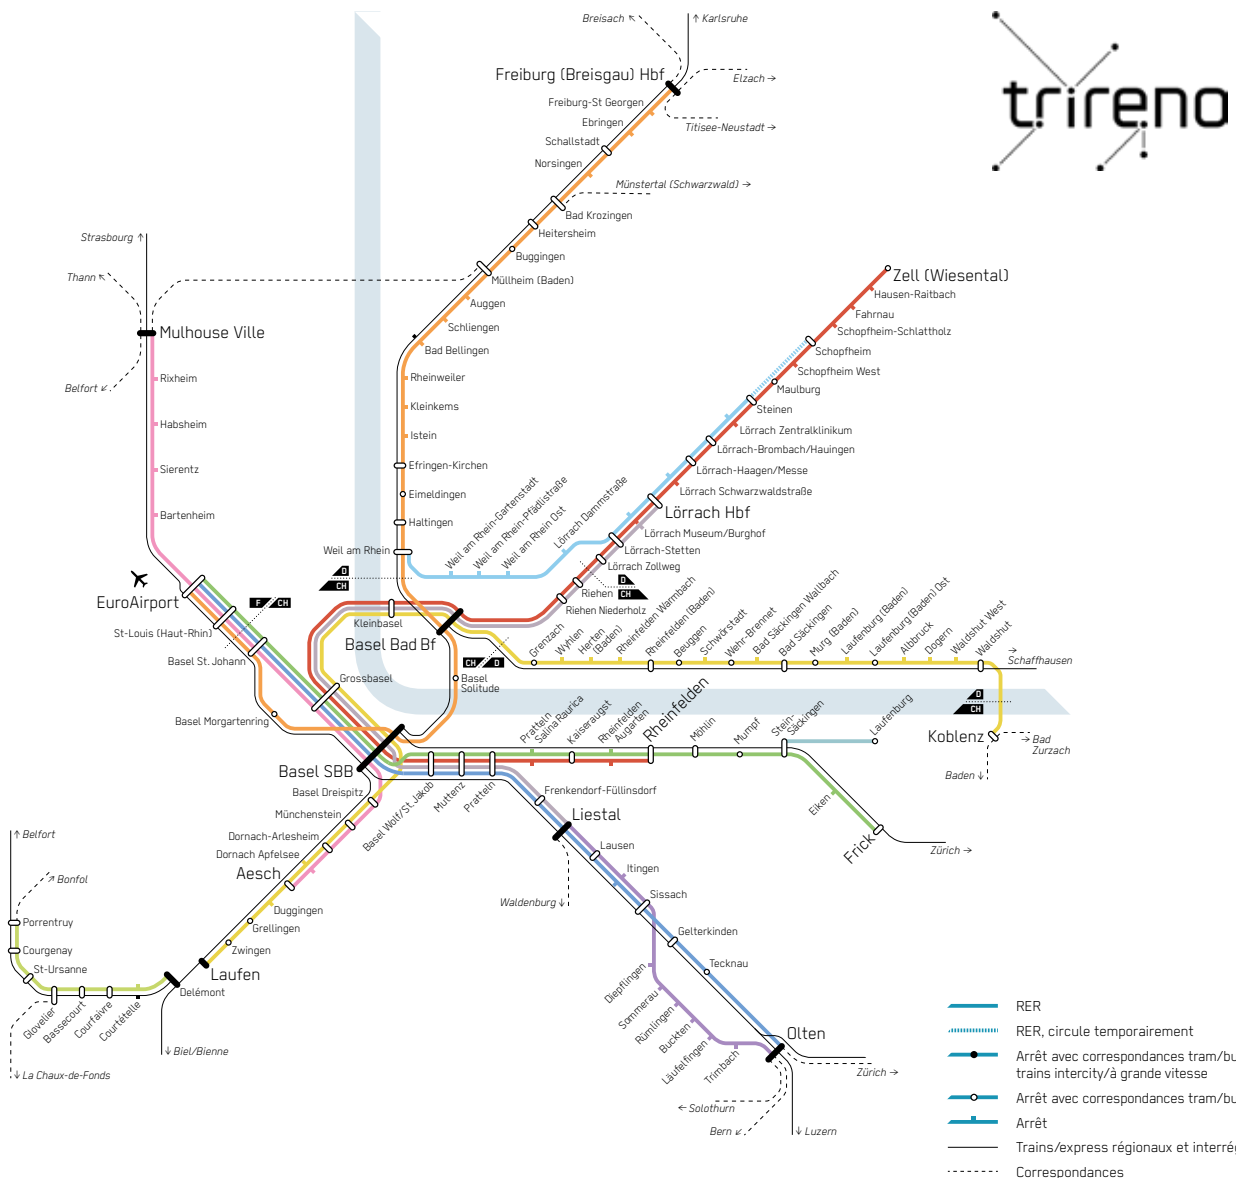 trireno
Breisach ↖
↑ Karlsruhe
Freiburg (Breisgau) Hbf
Elzach →
Freiburg-St Georgen
Ebringen
Titisee-Neustadt →
Schallstadt
Norsingen
Münstertal (Schwarzwald) →
Bad Krozingen
Heitersheim
Buggingen
Müllheim (Baden)
Auggen
Schliengen
Bad Bellingen
Rheinweiler
Kleinkems
Istein
Efringen-Kirchen
Eimeldingen
Haltingen
Weil am Rhein
Strasbourg ↑
Thann ↖
Mulhouse Ville
Belfort ↙
Rixheim
Habsheim
Sierentz
Bartenheim
EuroAirport
St-Louis (Haut-Rhin)
F CH
Basel St. Johann
Grossbasel
Basel Morgartenring
Basel SBB
Zell (Wiesental)
Hausen-Raitbach
Fahrnau
Schopfheim-Schlattholz
Schopfheim
Schopfheim West
Maulburg
Steinen
Lörrach Zentralklinikum
Lörrach-Brombach/Hauingen
Lörrach-Haagen/Messe
Lörrach Schwarzwaldstraße
Lörrach Hbf
Lörrach Museum/Burghof
Lörrach-Stetten
Lörrach Zollweg
Lörrach Dammstraße
Weil am Rhein Ost
Weil am Rhein-Pfädlistraße
Weil am Rhein-Gartenstadt
D
CH
D
CH
Riehen
Riehen Niederholz
Kleinbasel
Basel Bad Bf
CH D
Basel
Solitude
Grenzach
Wyhlen
Herten
(Baden)
Rheinfelden Warmbach
Rheinfelden (Baden)
Beuggen
Schwörstadt
Wehr-Brennet
Bad Säckingen Wallbach
Bad Säckingen
Murg (Baden)
Laufenburg (Baden)
Laufenburg (Baden) Ost
Albbruck
Dogern
Waldshut West
Waldshut
→
Schaffhausen
D
CH
Koblenz
→ Bad
Zurzach
Baden ↓
Basel Wolf/St. Jakob
Muttenz
Pratteln
Pratteln
Salina Raurica
Kaiseraugst
Rheinfelden
Augarten
Rheinfelden
Möhlin
Mumpf
Stein-
Säckingen
Laufenburg
Eiken
Frick
Zürich →
Basel Dreispitz
Münchenstein
Dornach-Arlesheim
Dornach Apfelsee
Aesch
Duggingen
Grellingen
Zwingen
Laufen
Delémont
↓ Biel/Bienne
↑ Belfort
↗ Bonfol
Porrentruy
Courgenay
St-Ursanne
Glovelier
Bassecourt
Courfaivre
Courtételle
↓ La Chaux-de-Fonds
Frenkendorf-Füllinsdorf
Liestal
Waldenburg ↓
Lausen
Itingen
Sissach
Gelterkinden
Tecknau
Diepflingen
Sommerau
Rümlingen
Buckten
Läufelfingen
Trimbach
Olten
Zürich →
← Solothurn
Bern ↙
↓ Luzern
RER
RER, circule temporairement
Arrêt avec correspondances tram/bu
trains intercity/à grande vitesse
Arrêt avec correspondances tram/bu
Arrêt
Trains/express régionaux et interrég
Correspondances